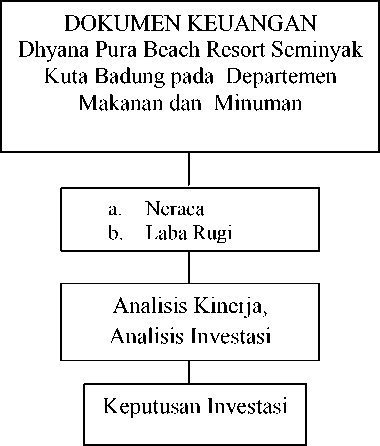 DOKUMEN KEUANGAN
Dhyana Pura Beach Resort Seminyak
Kuta Badung pada Departemen
Makanan dan Minuman
a. Neraca
b. Laba Rugi
Analisis Kinerja,
Analisis Investasi
Keputusan Investasi